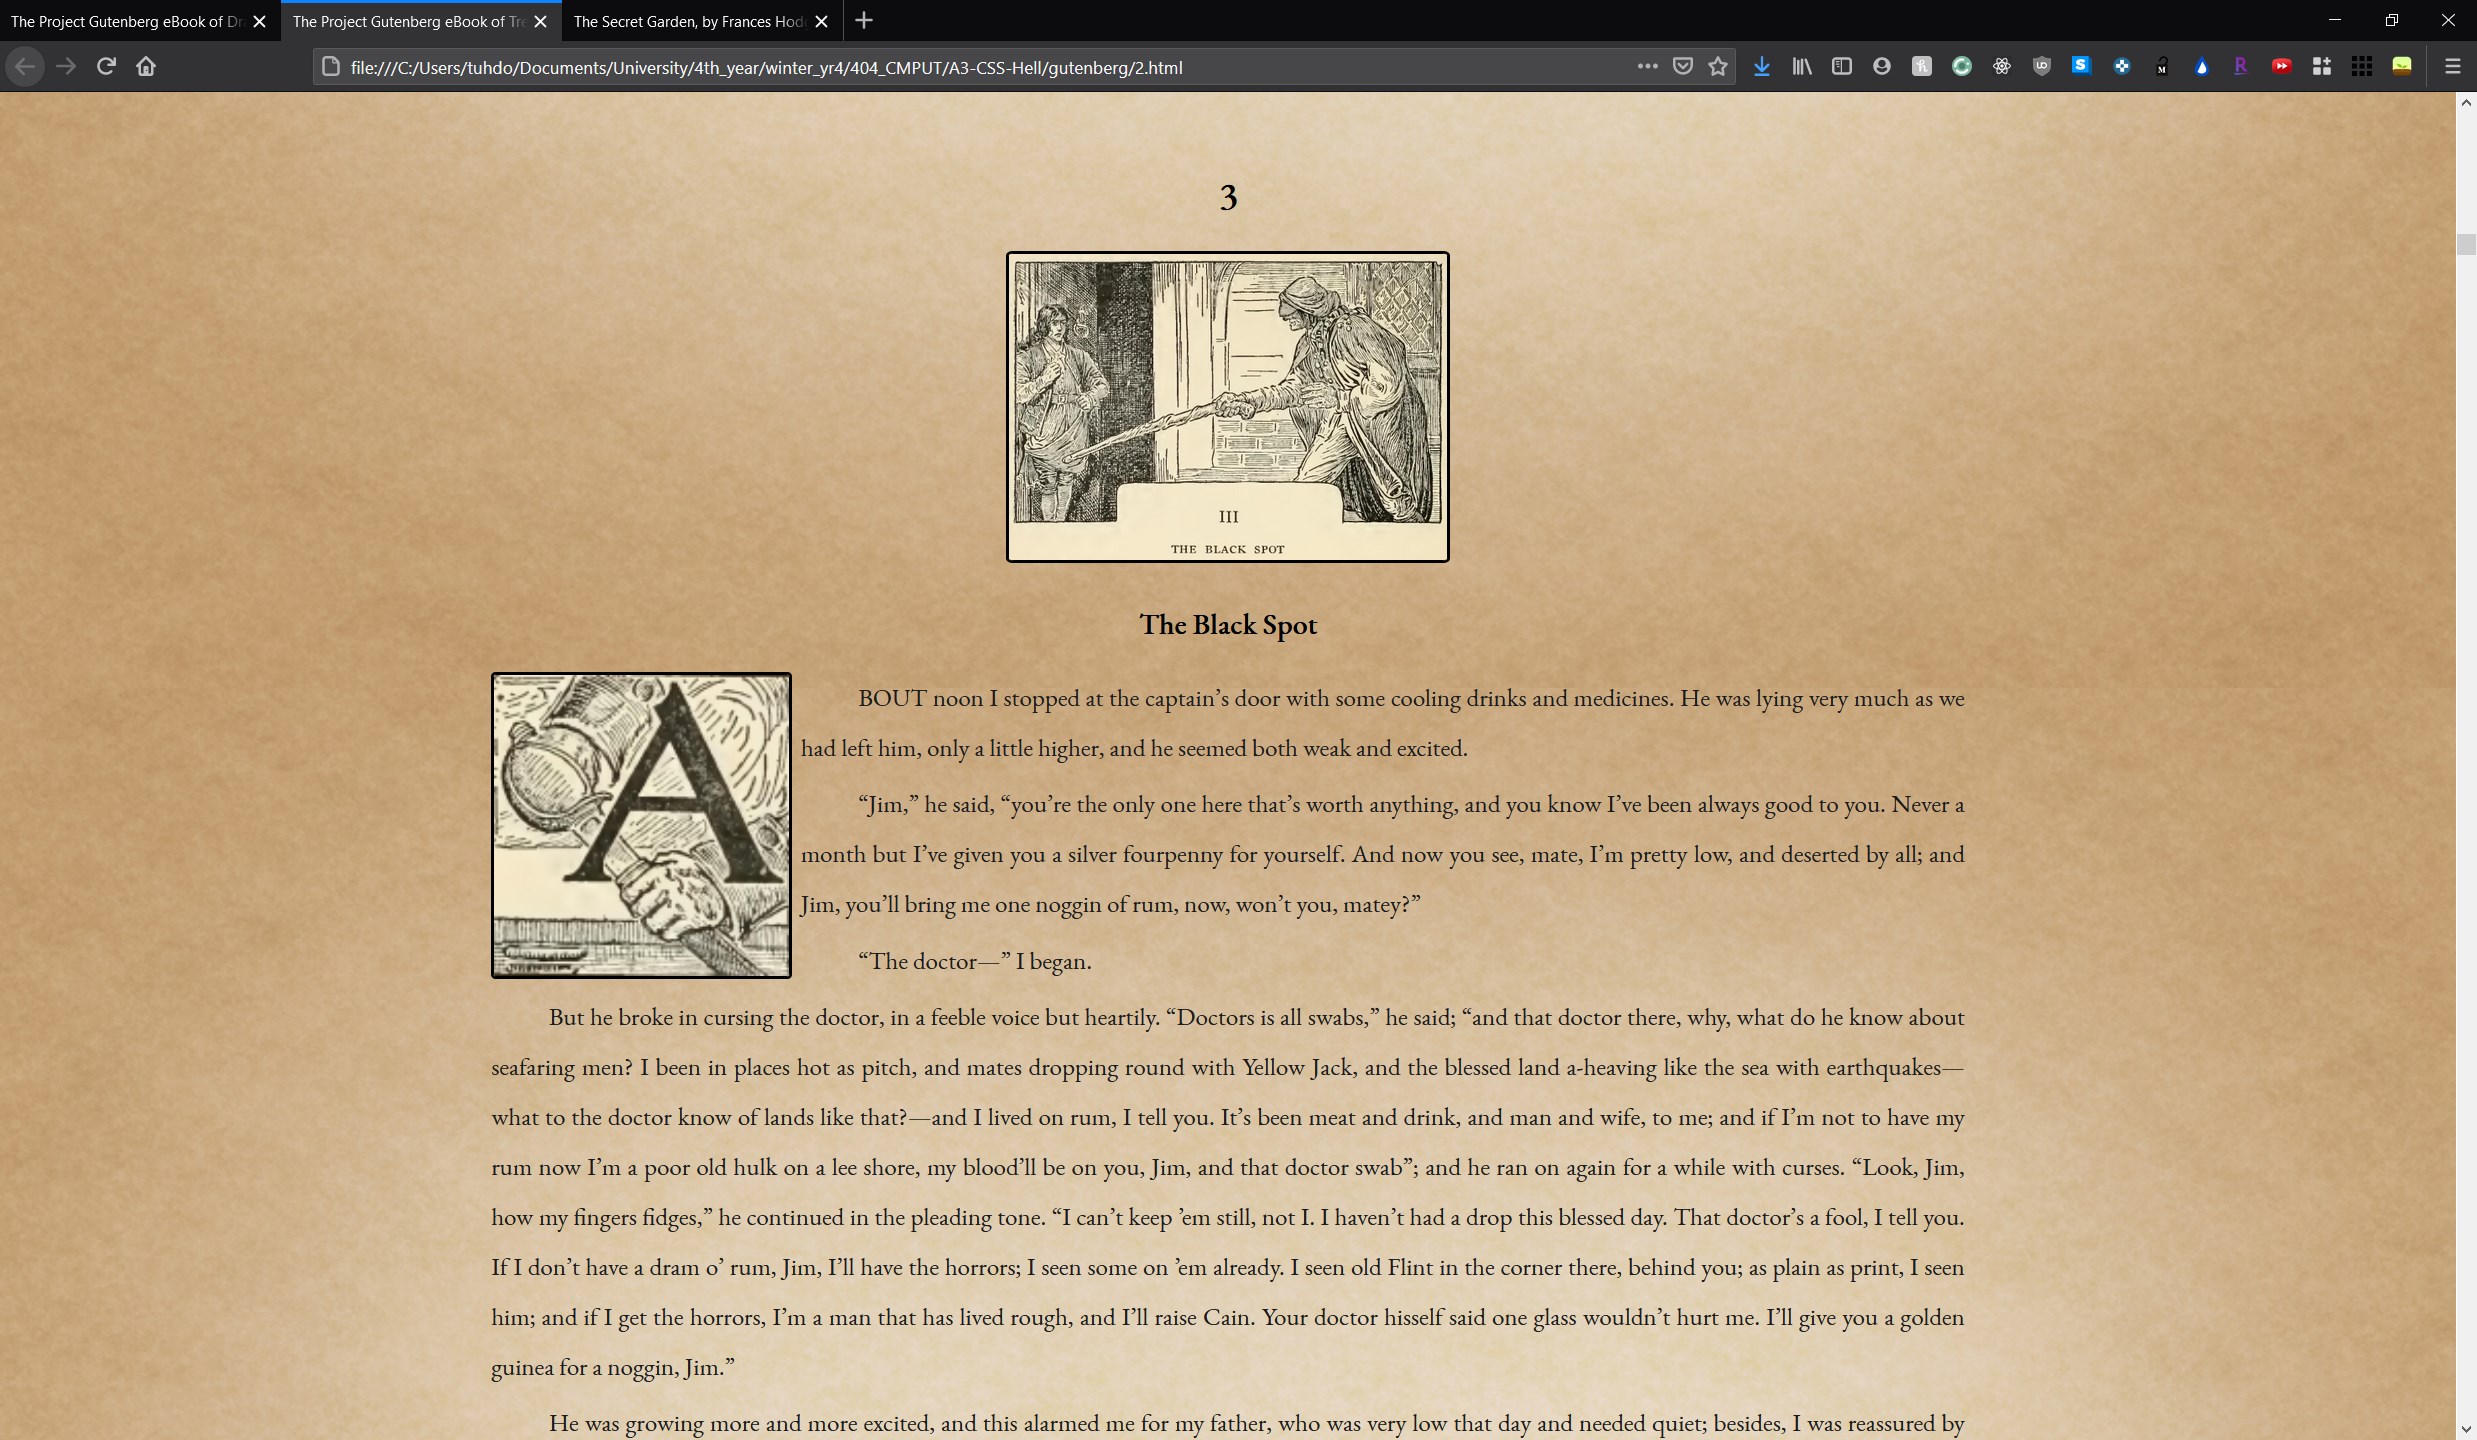 The Project Gutenberg eBook of Dr
The Project Gutenberg eBook of Tre
The Secret Garden, by Frances Hodg
file:///C:/Users/tuhdo/Documents/University/4th_year/winter_yr4/404_CMPUT/A3-CSS-Hell/gutenberg/2.html
3
III
THE BLACK SPOT
The Black Spot
A
BOUT noon I stopped at the captain’s door with some cooling drinks and medicines. He was lying very much as we
had left him, only a little higher, and he seemed both weak and excited.
“Jim,” he said, “you’re the only one here that’s worth anything, and you know I’ve been always good to you. Never a
month but I’ve given you a silver fourpenny for yourself. And now you see, mate, I’m pretty low, and deserted by all; and
Jim, you’ll bring me one noggin of rum, now, won’t you, matey?”
“The doctor—” I began.
But he broke in cursing the doctor, in a feeble voice but heartily. “Doctors is all swabs,” he said; “and that doctor there, why, what do he know about
seafaring men? I been in places hot as pitch, and mates dropping round with Yellow Jack, and the blessed land a-heaving like the sea with earthquakes—
what to the doctor know of lands like that?—and I lived on rum, I tell you. It’s been meat and drink, and man and wife, to me; and if I’m not to have my
rum now I’m a poor old hulk on a lee shore, my blood’ll be on you, Jim, and that doctor swab”; and he ran on again for a while with curses. “Look, Jim,
how my fingers fidges,” he continued in the pleading tone. “I can’t keep ’em still, not I. I haven’t had a drop this blessed day. That doctor’s a fool, I tell you.
If I don’t have a dram o’ rum, Jim, I’ll have the horrors; I seen some on ’em already. I seen old Flint in the corner there, behind you; as plain as print, I seen
him; and if I get the horrors, I’m a man that has lived rough, and I’ll raise Cain. Your doctor hisself said one glass wouldn’t hurt me. I’ll give you a golden
guinea for a noggin, Jim.”
He was growing more and more excited, and this alarmed me for my father, who was very low that day and needed quiet; besides, I was reassured by